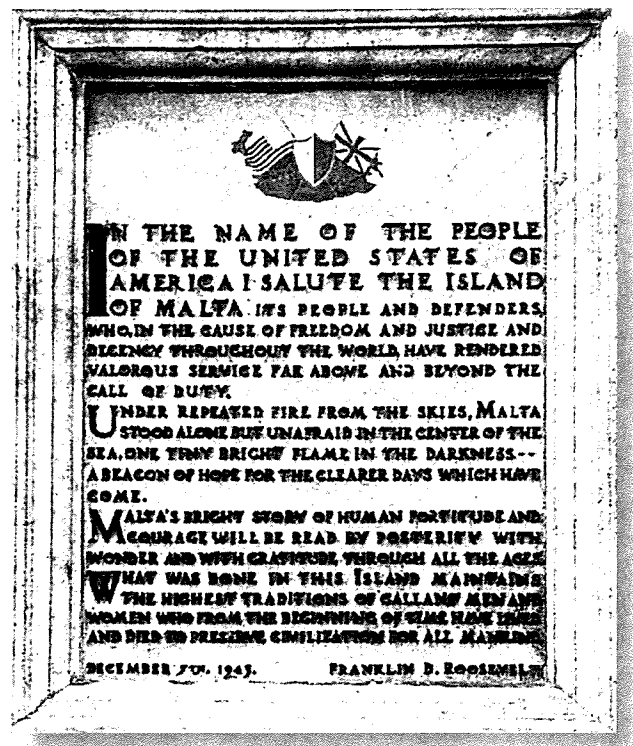 IN THE NAME OF THE PEOPLE
OF THE UNITED STATES OF
AMERICA I SALUTE THE ISLAND
OF MALTA ITS PEOPLE AND DEFENDERS,
WHO, IN THE CAUSE OF FREEDOM AND JUSTICE AND
DECENCY THROUGHOUT THE WORLD, HAVE RENDERED
VALOROUS SERVICE FAR ABOVE AND BEYOND THE
CALL OF DUTY.
UNDER REPEATED FIRE FROM THE SKIES, MALTA
STOOD ALONE BUT UNAFRAID IN THE CENTER OF THE
SEA, ONE TINY BRIGHT FLAME IN THE DARKNESS --
A BEACON OF HOPE FOR THE CLEARER DAYS WHICH HAVE
COME.
MALTA'S BRIGHT STORY OF HUMAN FORTITUDE AND
COURAGE WILL BE READ BY POSTERITY WITH
WONDER AND WITH GRATITUDE THROUGH ALL THE AGES
WHAT WAS DONE IN THIS ISLAND MAINTAINS
THE HIGHEST TRADITIONS OF GALLANT MEN AND
WOMEN WHO FROM THE BEGINNING OF TIME HAVE LIVED
AND DIED TO PRESERVE CIVILIZATION FOR ALL MANKIND.
DECEMBER 7TH, 1943. FRANKLIN D. ROOSEVELT